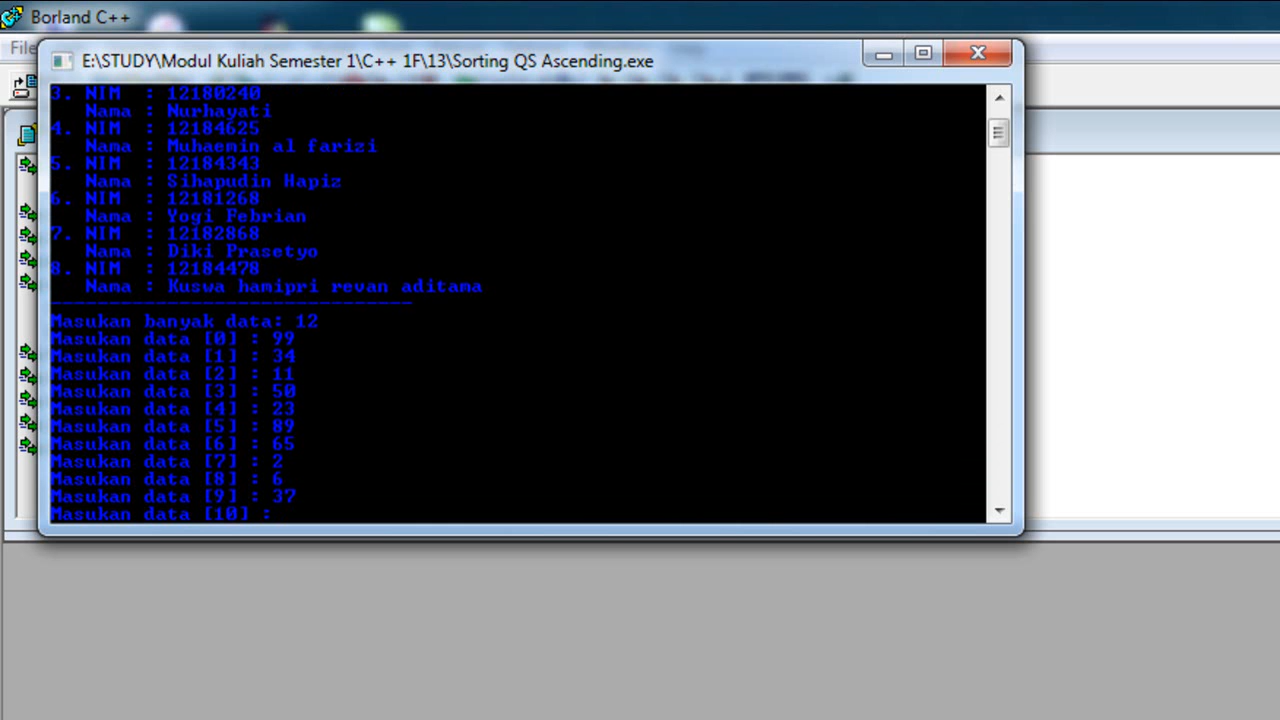 Borland C++
File
E:\STUDY\Modul Kuliah Semester 1\C++ 1F\13\Sorting QS Ascending.exe
3. NIM : 12180240
Nama : Nurhayati
4. NIM : 12184625
Nama : Muhaemin al farizi
5. NIM : 12184343
Nama : Sihapudin Hapiz
6. NIM : 12181268
Nama : Yogi Febrian
7. NIM : 12182868
Nama : Diki Prasetyo
8. NIM : 12184478
Nama : Kuswa hamipri revan aditama
-------------------------------
Masukan banyak data: 12
Masukan data [0] : 99
Masukan data [1] : 34
Masukan data [2] : 11
Masukan data [3] : 50
Masukan data [4] : 23
Masukan data [5] : 89
Masukan data [6] : 65
Masukan data [7] : 2
Masukan data [8] : 6
Masukan data [9] : 37
Masukan data [10] :